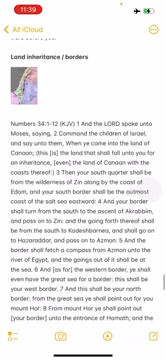 11:39
All iCloud
Land inheritance / borders
Numbers 34:1-12 (KJV) 1 And the LORD spake unto
Moses, saying, 2 Command the children of Israel,
and say unto them, When ye come into the land of
Canaan; (this [is] the land that shall fall unto you for
an inheritance, [even] the land of Canaan with the
coasts thereof:) 3 Then your south quarter shall be
from the wilderness of Zin along by the coast of
Edom, and your south border shall be the outmost
coast of the salt sea eastward: 4 And your border
shall turn from the south to the ascent of Akrabbim,
and pass on to Zin: and the going forth thereof shall
be from the south to Kadeshbarnea, and shall go on
to Hazaraddar, and pass on to Azmon: 5 And the
border shall fetch a compass from Azmon unto the
river of Egypt, and the goings out of it shall be at the
sea. 6 And [as for] the western border, ye shall
even have the great sea for a border: this shall be
your west border. 7 And this shall be your north
border: from the great sea ye shall point out for you
mount Hor: 8 From mount Hor ye shall point out
[your border] unto the entrance of Hamath; and the